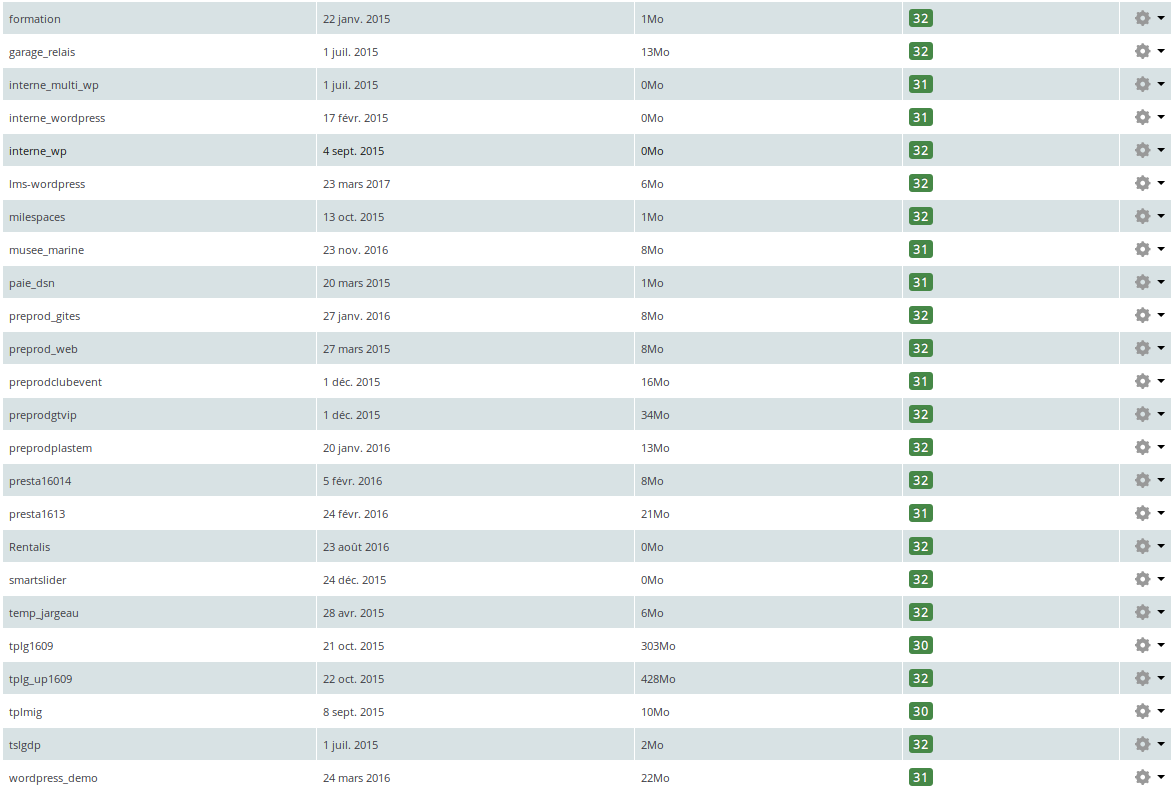 formation 22 janv. 2015 1Mo 32
garage_relais 1 juil. 2015 13Mo 32
interne_multi_wp 1 juil. 2015 0Mo 31
interne_wordpress 17 févr. 2015 0Mo 31
interne_wp 4 sept. 2015 0Mo 32
lms-wordpress 23 mars 2017 6Mo 32
milespaces 13 oct. 2015 1Mo 32
musee_marine 23 nov. 2016 8Mo 31
paie_dsn 20 mars 2015 1Mo 31
preprod_gites 27 janv. 2016 8Mo 32
preprod_web 27 mars 2015 8Mo 32
preprodclubevent 1 déc. 2015 16Mo 31
preprodgtvip 1 déc. 2015 34Mo 32
preprodplastem 20 janv. 2016 13Mo 32
presta16014 5 févr. 2016 8Mo 32
presta1613 24 févr. 2016 21Mo 31
Rentalis 23 août 2016 0Mo 32
smartslider 24 déc. 2015 0Mo 32
temp_jargeau 28 avr. 2015 6Mo 32
tplg1609 21 oct. 2015 303Mo 30
tplg_up1609 22 oct. 2015 428Mo 32
tplmig 8 sept. 2015 10Mo 30
tslgdp 1 juil. 2015 2Mo 32
wordpress_demo 24 mars 2016 22Mo 31